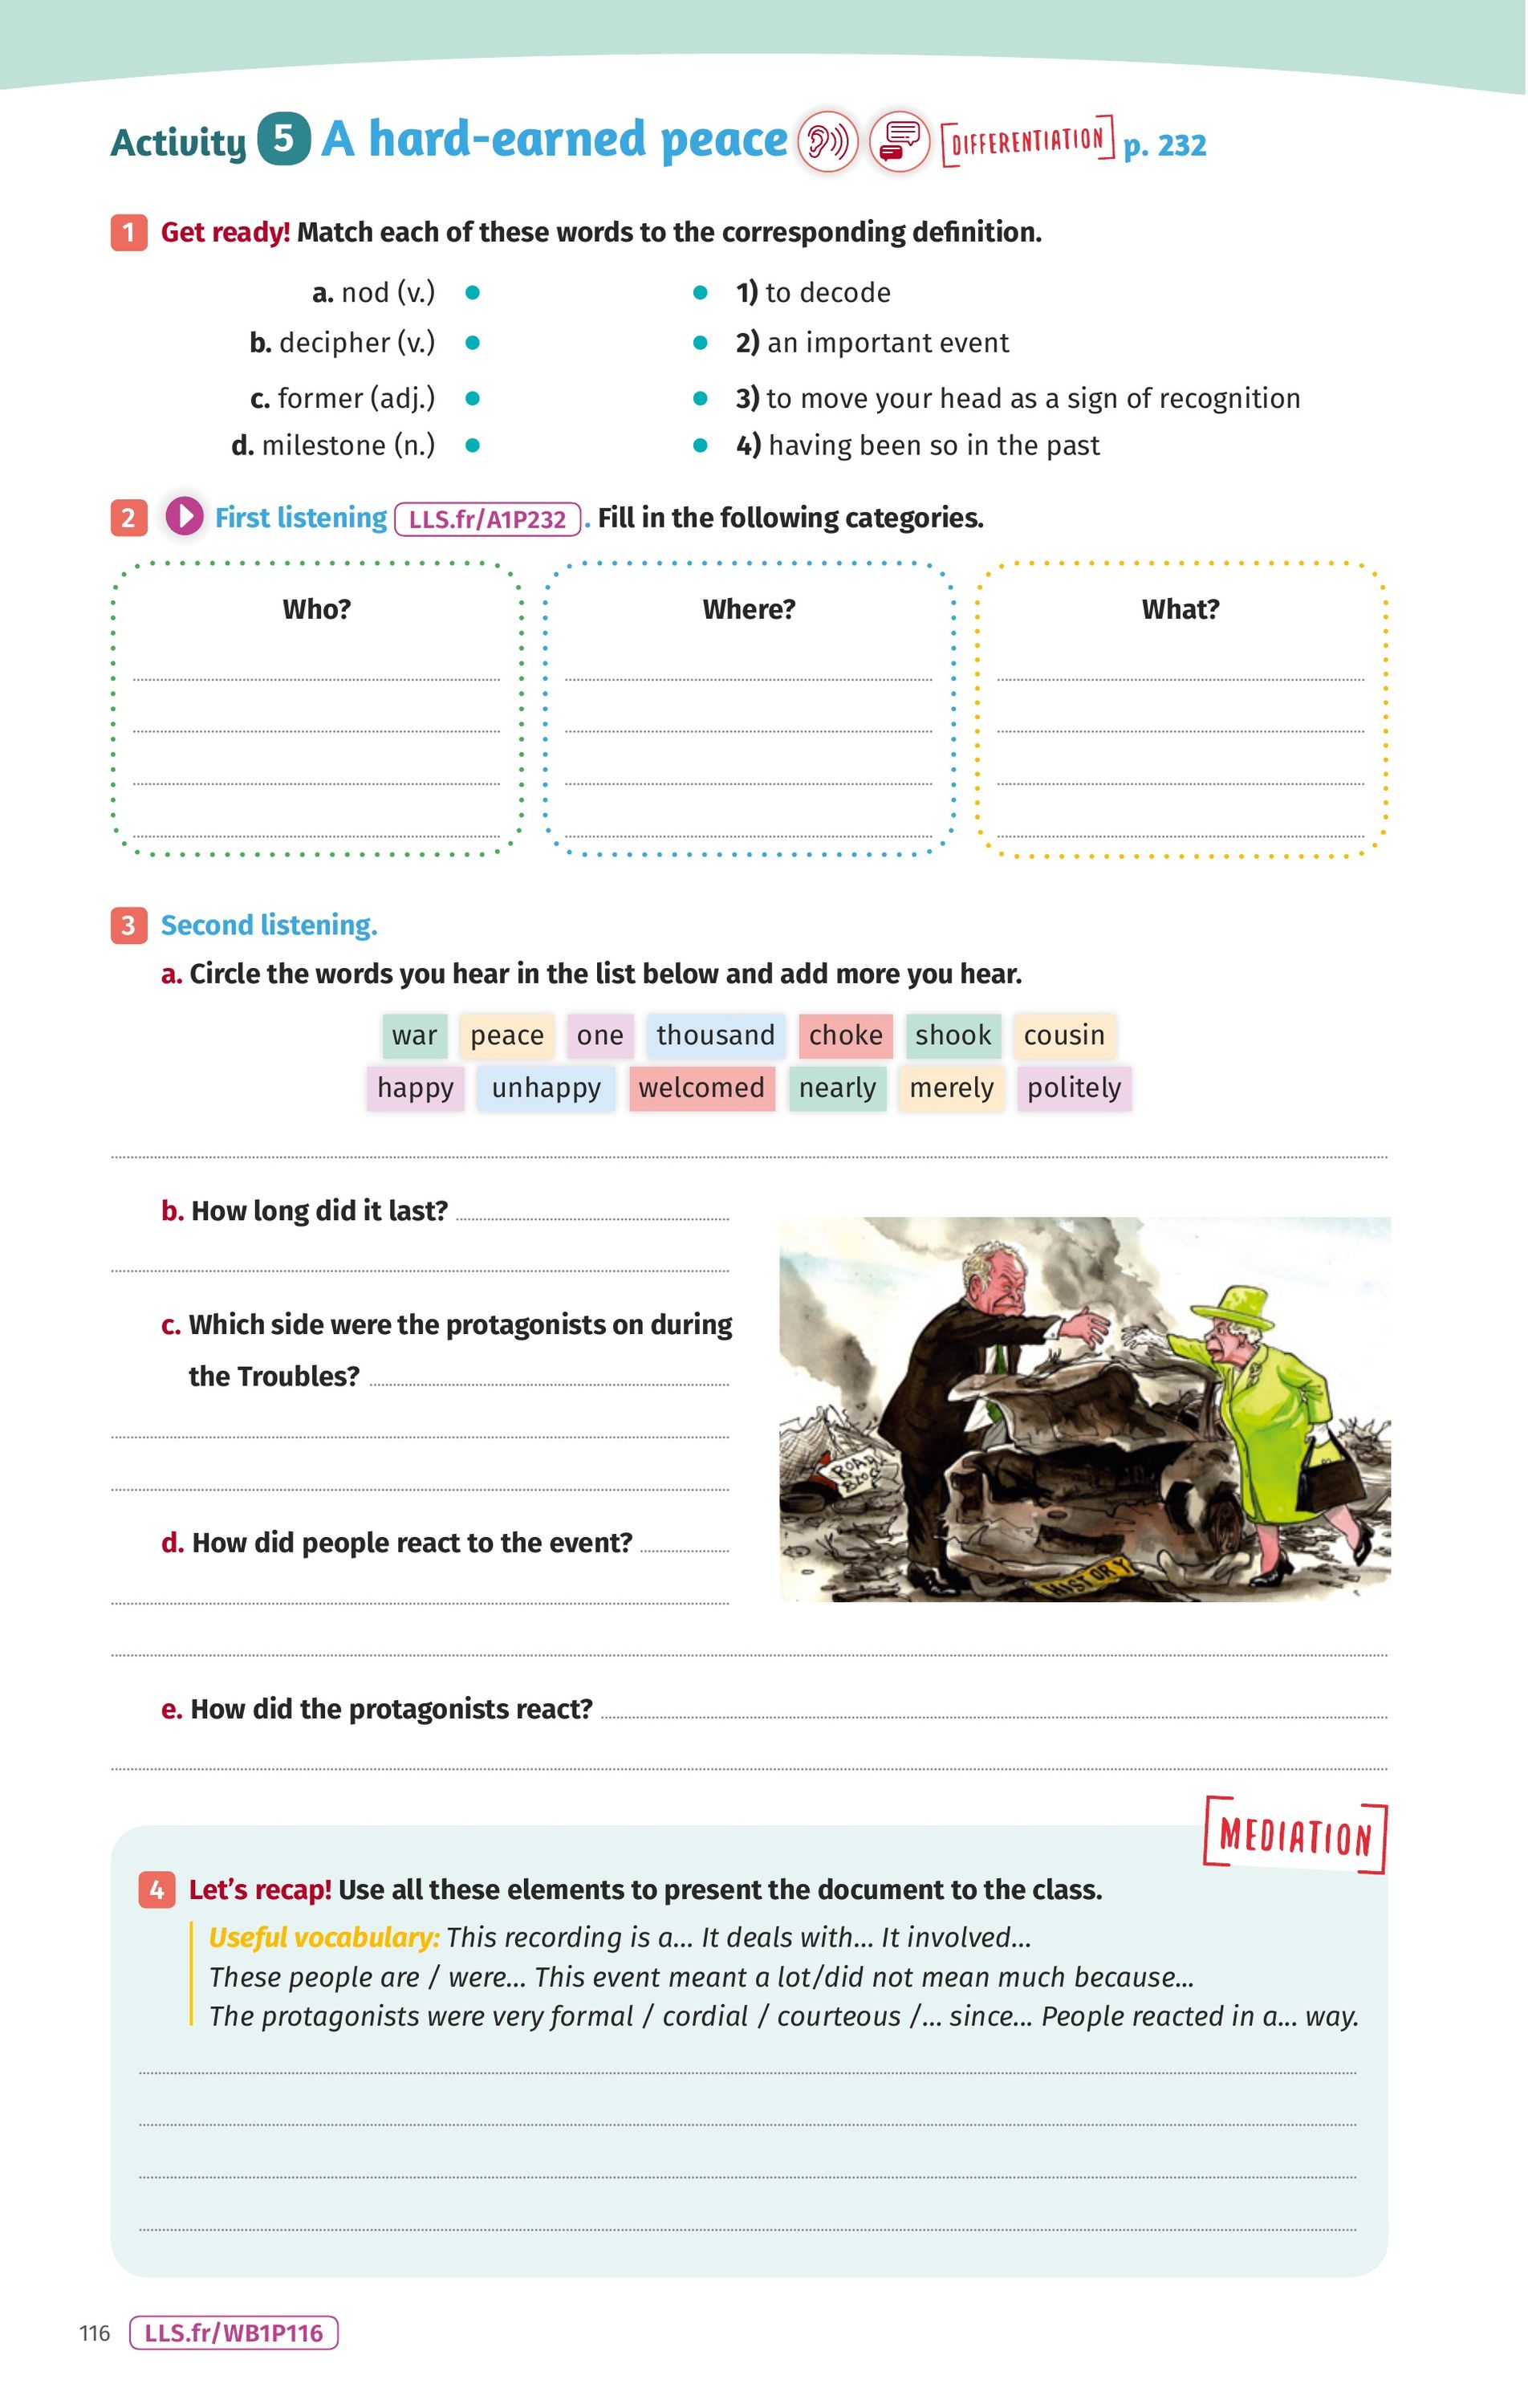 Activity 5 A hard-earned peace [DIFFERENTIATION] p. 232
1 Get ready! Match each of these words to the corresponding definition.
a. nod (v.) • • 1) to decode
b. decipher (v.) • • 2) an important event
c. former (adj.) • • 3) to move your head as a sign of recognition
d. milestone (n.) • • 4) having been so in the past
2 First listening LLS.fr/A1P232 . Fill in the following categories.
Who? Where? What?
3 Second listening.
a. Circle the words you hear in the list below and add more you hear.
war peace one thousand choke shook cousin
happy unhappy welcomed nearly merely politely
b. How long did it last?
c. Which side were the protagonists on during
the Troubles?
d. How did people react to the event?
ROAD
BLOCK
HISTORY
e. How did the protagonists react?
[MEDIATION]
4 Let's recap! Use all these elements to present the document to the class.
Useful vocabulary: This recording is a... It deals with... It involved...
These people are / were... This event meant a lot/did not mean much because...
The protagonists were very formal / cordial / courteous /... since... People reacted in a... way.
116 LLS.fr/WB1P116